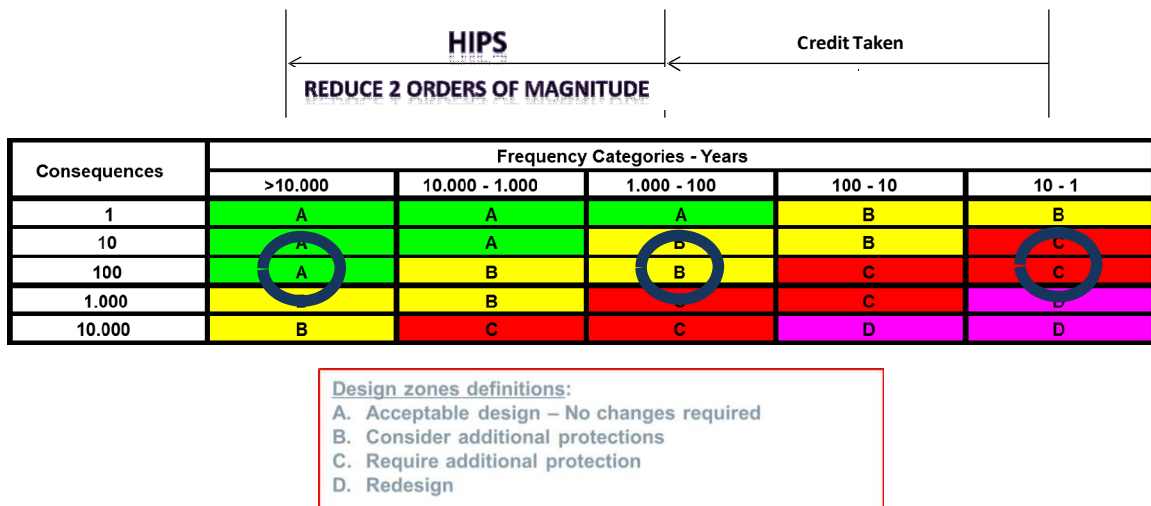 HIPS
Credit Taken
REDUCE 2 ORDERS OF MAGNITUDE
Consequences
Frequency Categories - Years
>10.000 10.000 - 1.000 1.000 - 100 100 - 10 10 - 1
1 A A A B B
10 A A B B C
100 A B B C C
1.000 B C C D
10.000 B C C D D
Design zones definitions:
A. Acceptable design – No changes required
B. Consider additional protections
C. Require additional protection
D. Redesign